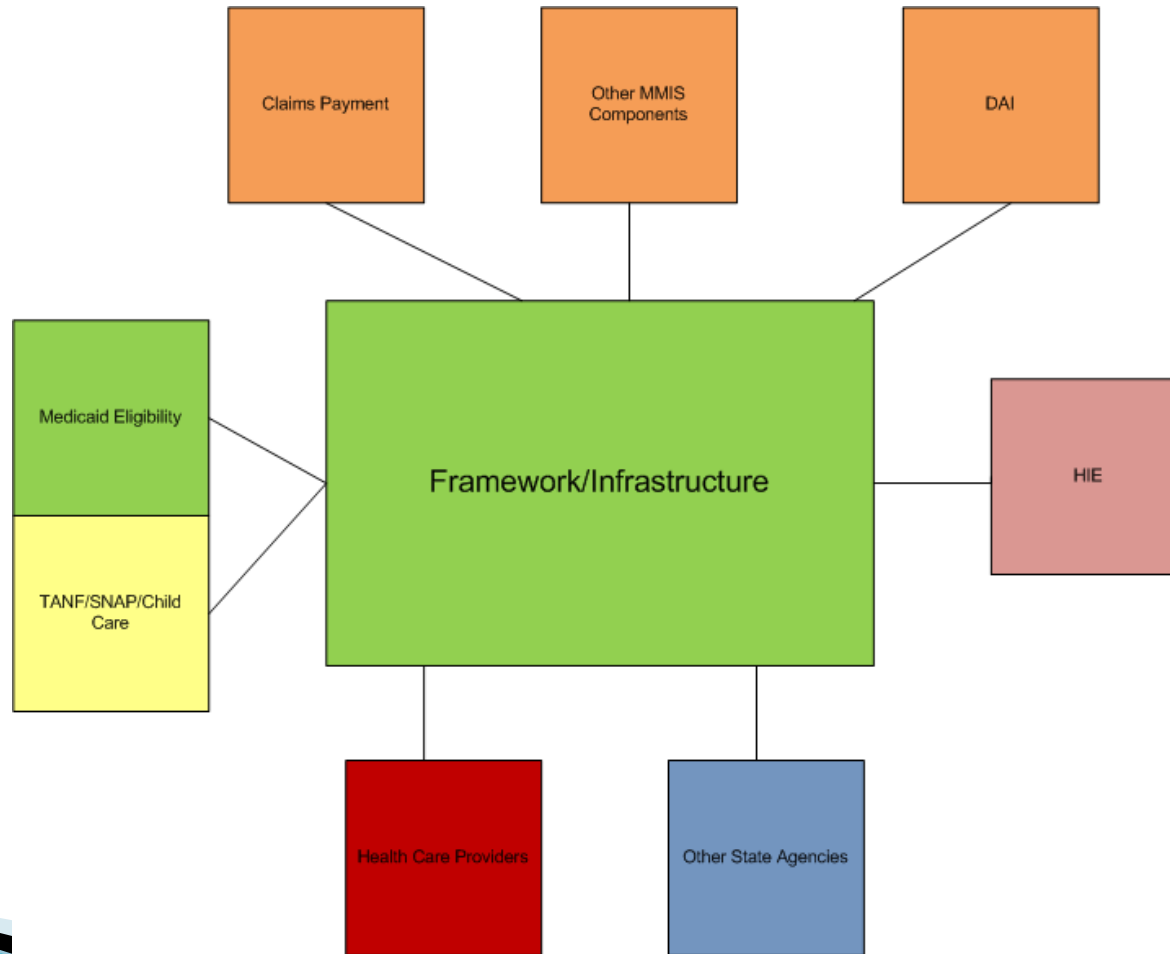 Claims Payment
Other MMIS
Components
DAI
Medicaid Eligibility
Framework/Infrastructure
HIE
TANF/SNAP/Child
Care
Health Care Providers
Other State Agencies